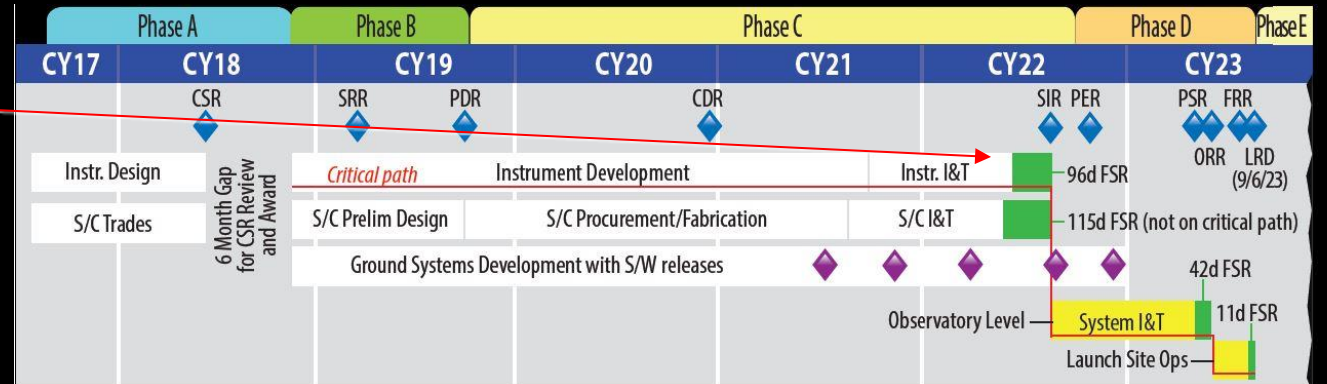 Phase A Phase B Phase C Phase D Phase E
CY17 CY18 CY19 CY20 CY21 CY22 CY23
CSR SRR PDR CDR SIR PER PSR FRR
ORR LRD
(9/6/23)
Instr. Design
6 Month Gap
for CSR Review
and Award
Critical path Instrument Development Instr. I&T 96d FSR
S/C Trades S/C Prelim Design S/C Procurement/Fabrication S/C I&T 115d FSR (not on critical path)
Ground Systems Development with S/W releases
42d FSR
Observatory Level System I&T 11d FSR
Launch Site Ops